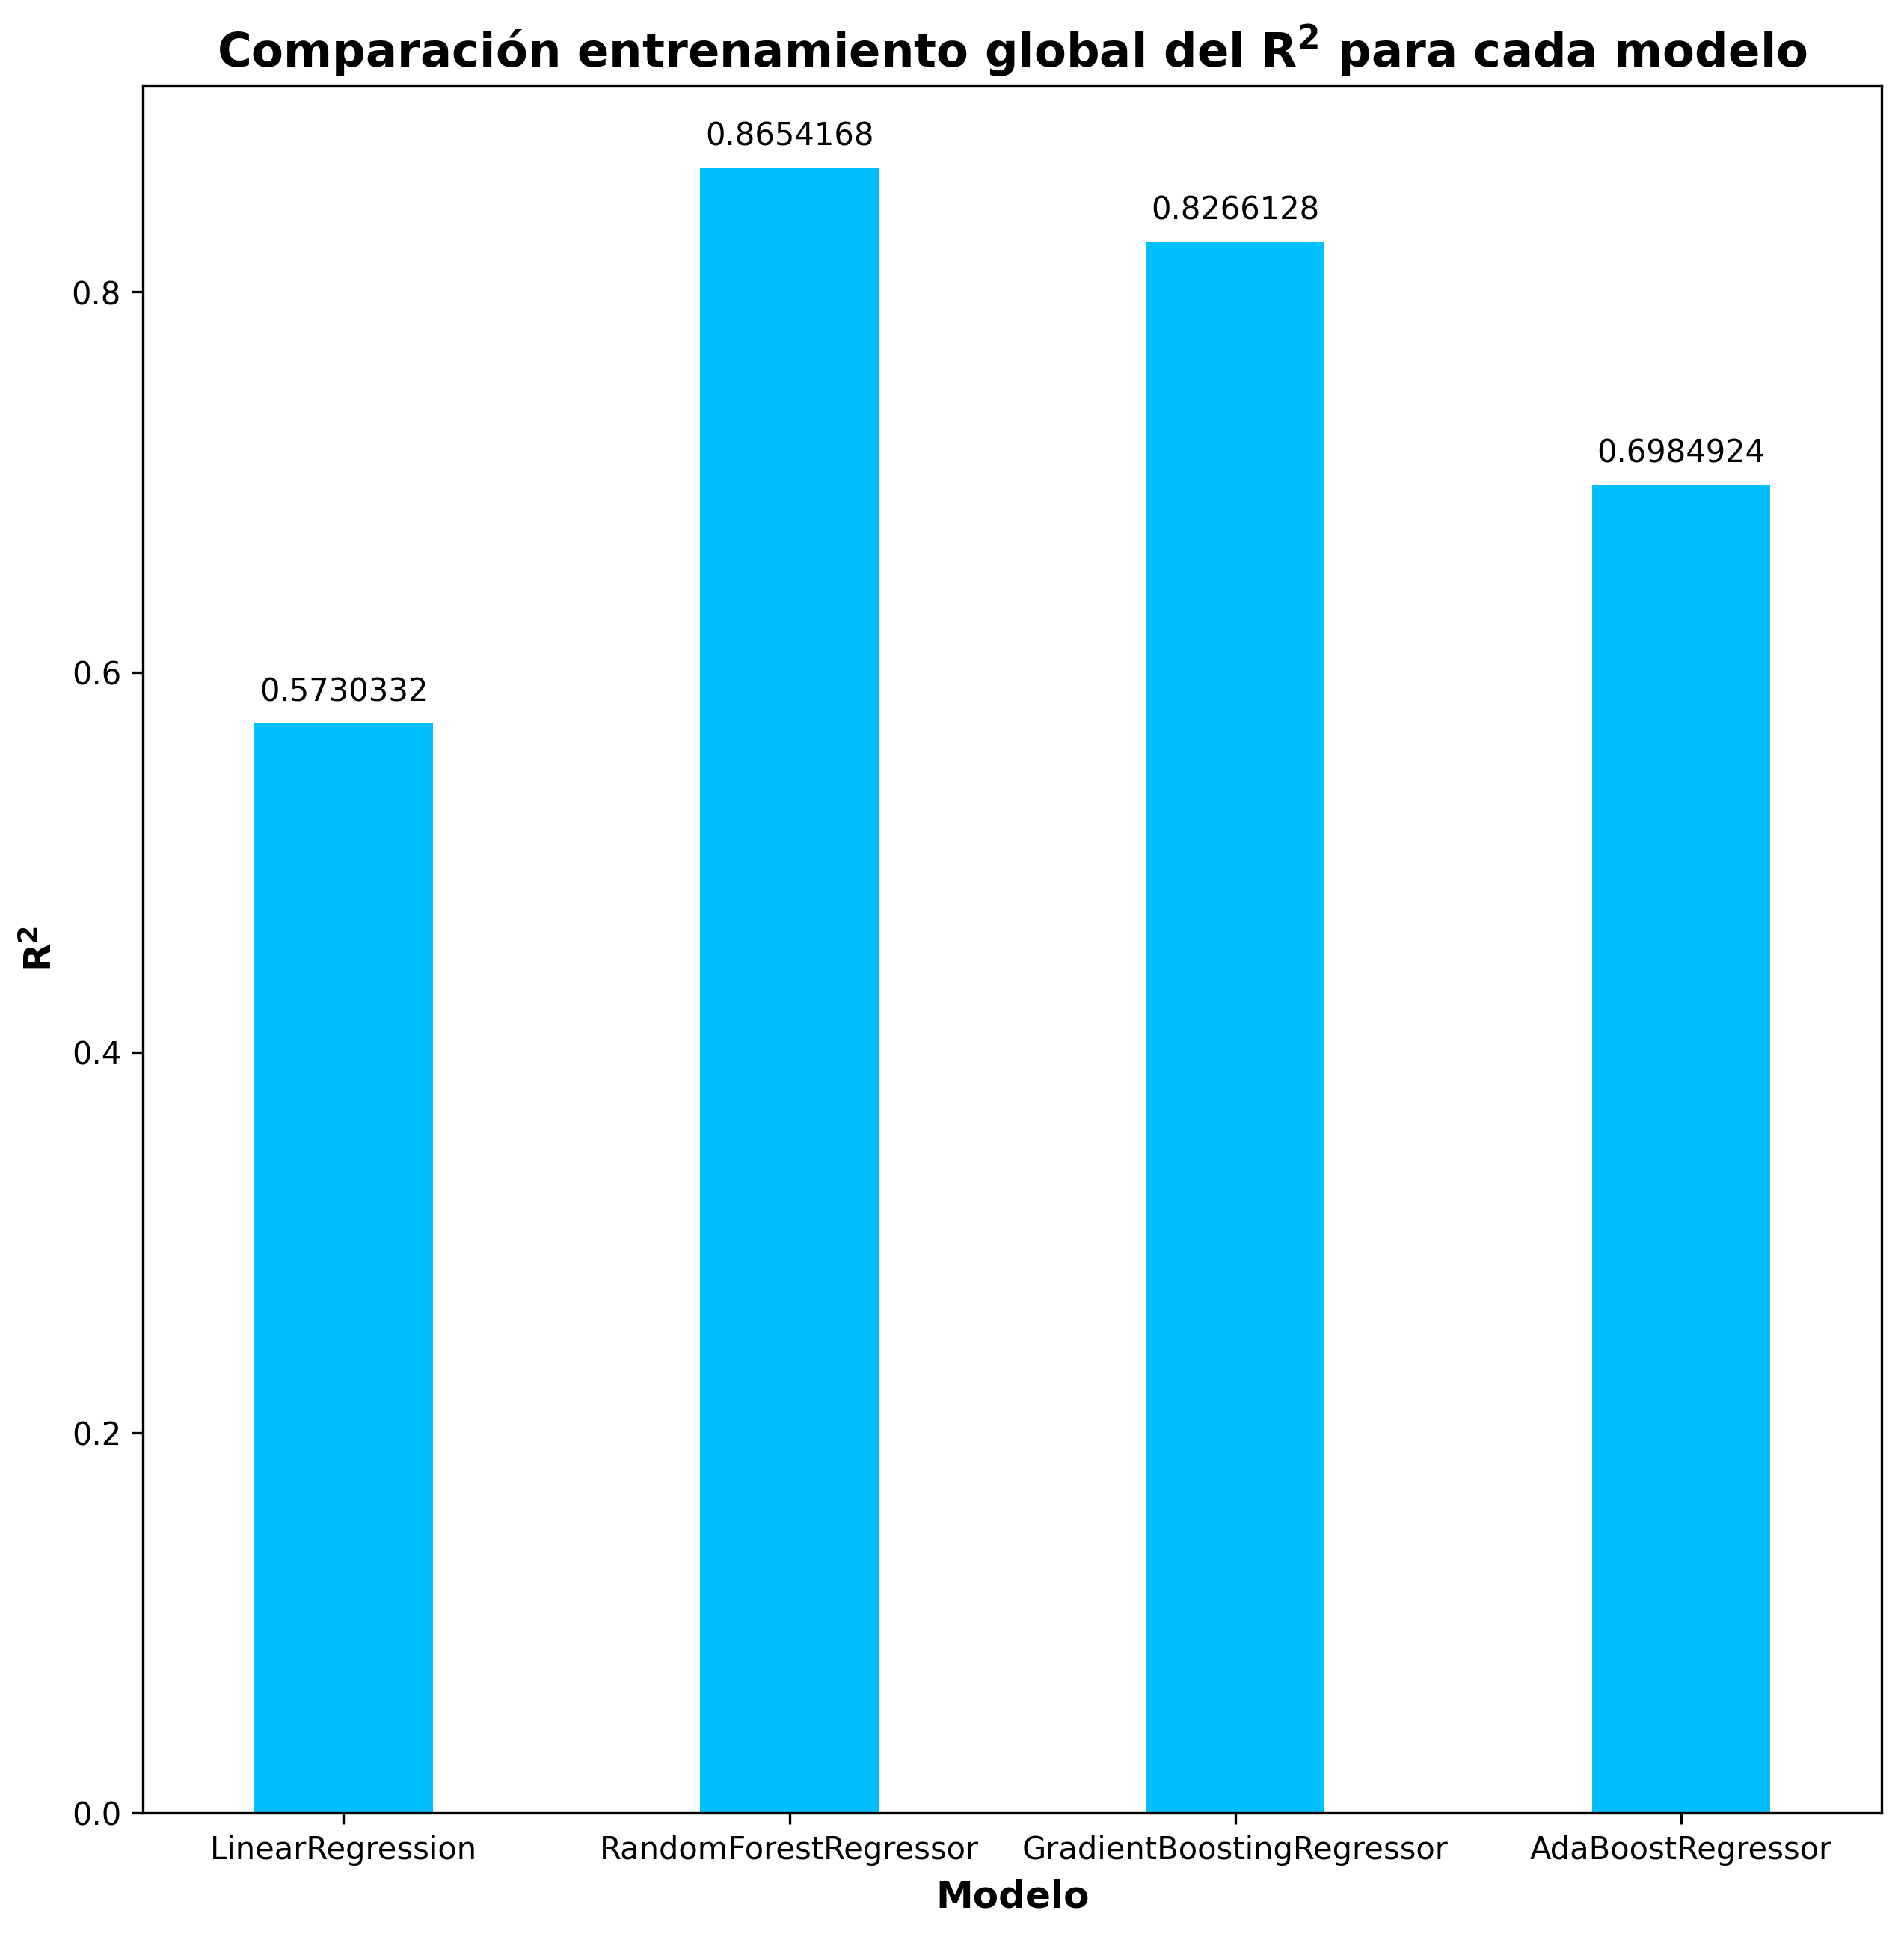 Comparación entrenamiento global del R² para cada modelo
0.8654168
0.8266128
0.8
0.6984924
0.6
0.5730332
R²
0.4
0.2
0.0
LinearRegression RandomForestRegressor GradientBoostingRegressor AdaBoostRegressor
Modelo